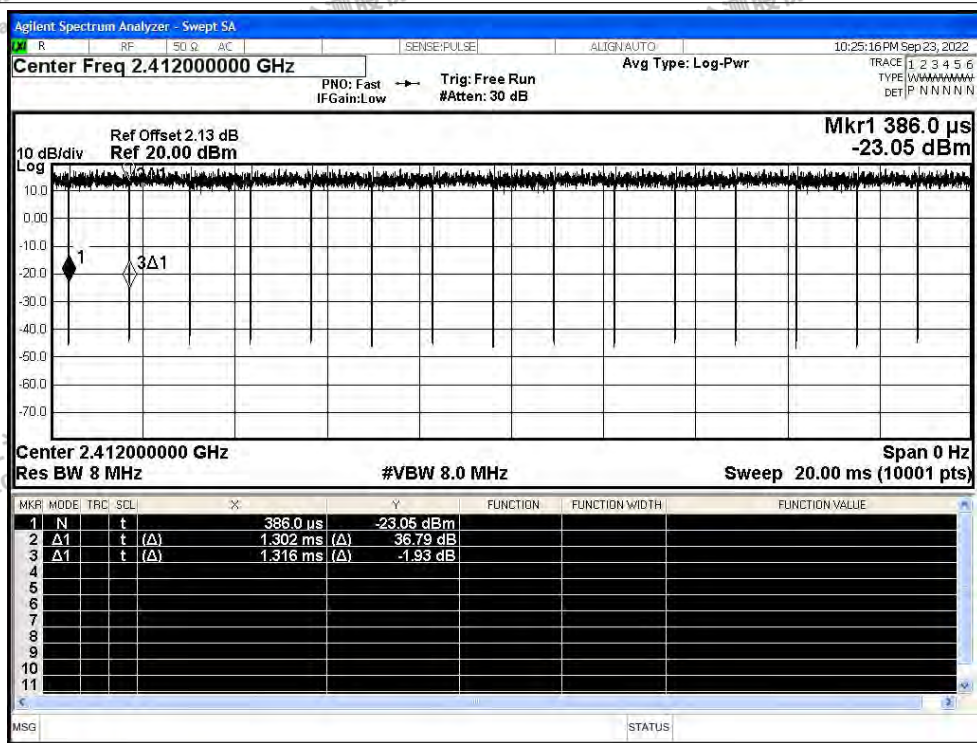 Agilent Spectrum Analyzer - Swept SA
R RF 50 Ω AC SENSE:PULSE ALIGN AUTO 10:25:16 PM Sep 23, 2022
Center Freq 2.412000000 GHz Avg Type: Log-Pwr TRACE 1 2 3 4 5 6
PNO: Fast Trig: Free Run TYPE
IFGain:Low #Atten: 30 dB DET P N N N N N
Mkr1 386.0 µs
Ref Offset 2.13 dB
10 dB/div Ref 20.00 dBm -23.05 dBm
Log
3Δ1
10.0
0.00
-10.0
1
3Δ1
-20.0
-30.0
-40.0
-50.0
-60.0
-70.0
Center 2.412000000 GHz Span 0 Hz
Res BW 8 MHz #VBW 8.0 MHz Sweep 20.00 ms (10001 pts)
MKR MODE TRC SCL X Y FUNCTION FUNCTION WIDTH FUNCTION VALUE
1 N t 386.0 µs -23.05 dBm
2 Δ1 t (Δ) 1.302 ms (Δ) 36.79 dB
3 Δ1 t (Δ) 1.316 ms (Δ) -1.93 dB
4
5
6
7
8
9
10
11
MSG STATUS